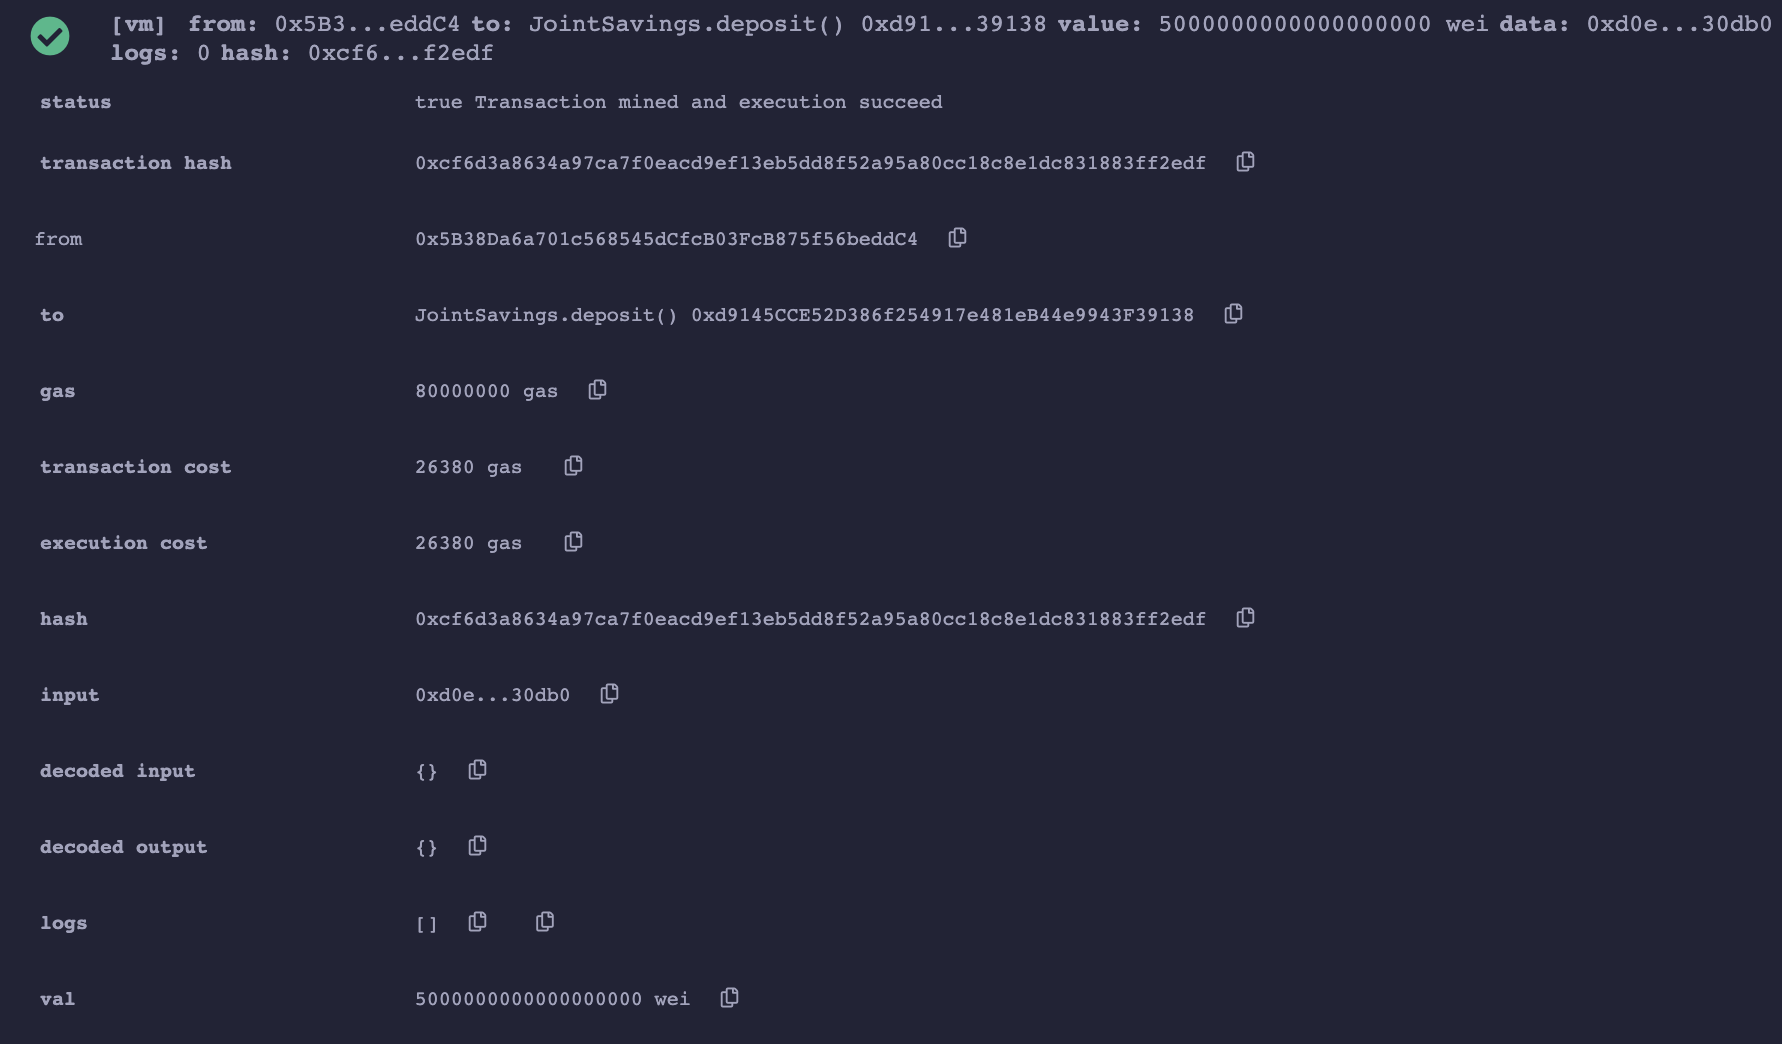 [vm] from: 0x5B3...eddC4 to: JointSavings.deposit() 0xd91...39138 value: 5000000000000000000 wei data: 0xd0e...30db0
logs: 0 hash: 0xcf6...f2edf
status true Transaction mined and execution succeed
transaction hash 0xcf6d3a8634a97ca7f0eacd9ef13eb5dd8f52a95a80cc18c8e1dc831883ff2edf
from 0x5B38Da6a701c568545dCfcB03FcB875f56beddC4
to JointSavings.deposit() 0xd9145CCE52D386f254917e481eB44e9943F39138
gas 80000000 gas
transaction cost 26380 gas
execution cost 26380 gas
hash 0xcf6d3a8634a97ca7f0eacd9ef13eb5dd8f52a95a80cc18c8e1dc831883ff2edf
input 0xd0e...30db0
decoded input {}
decoded output {}
logs []
val 5000000000000000000 wei